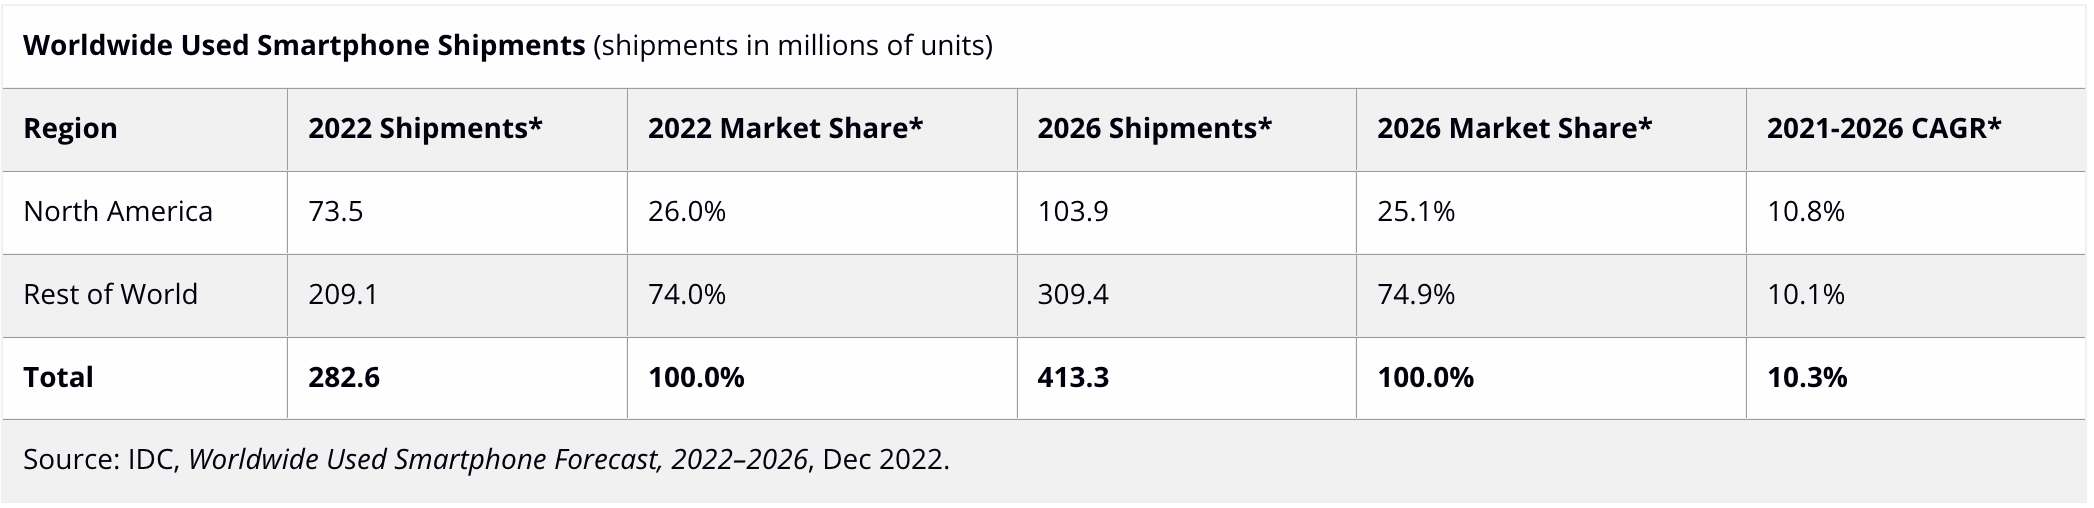 Worldwide Used Smartphone Shipments (shipments in millions of units)
Region 2022 Shipments* 2022 Market Share* 2026 Shipments* 2026 Market Share* 2021-2026 CAGR*
North America 73.5 26.0% 103.9 25.1% 10.8%
Rest of World 209.1 74.0% 309.4 74.9% 10.1%
Total 282.6 100.0% 413.3 100.0% 10.3%
Source: IDC, Worldwide Used Smartphone Forecast, 2022–2026, Dec 2022.